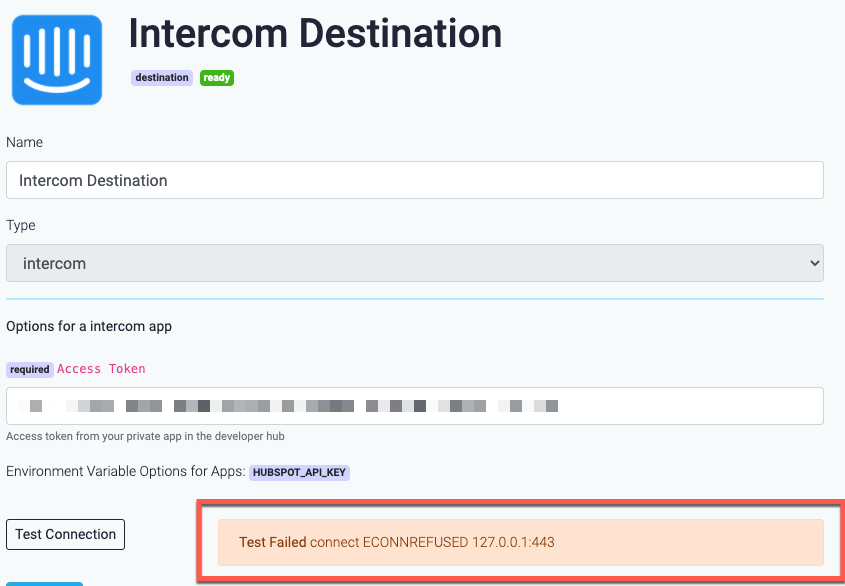 Intercom Destination
destination ready
Name
Intercom Destination
Type
intercom
Options for a intercom app
required Access Token
Access token from your private app in the developer hub
Environment Variable Options for Apps: HUBSPOT_API_KEY
Test Connection
Test Failed connect ECONNREFUSED 127.0.0.1:443